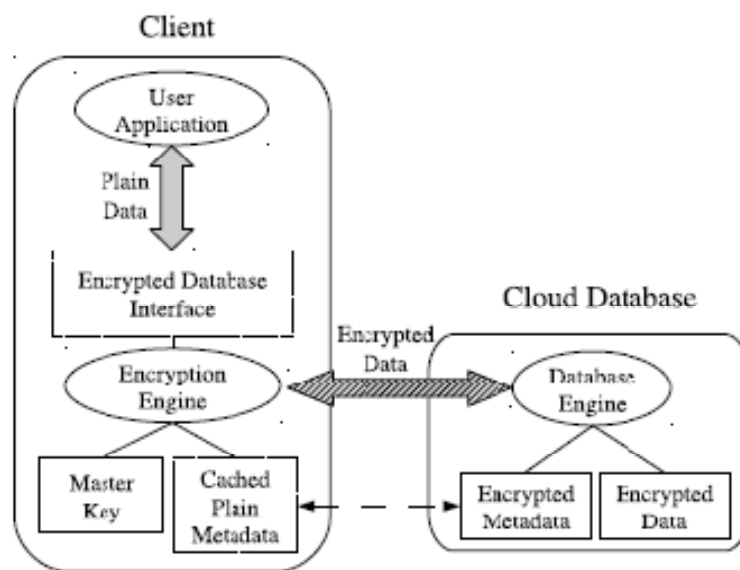 Client
User
Application
Plain
Data
Encrypted Database
Interface
Encryption
Engine
Master
Key
Cached
Plain
Metadata
Encrypted
Data
Cloud Database
Database
Engine
Encrypted
Metadata
Encrypted
Data